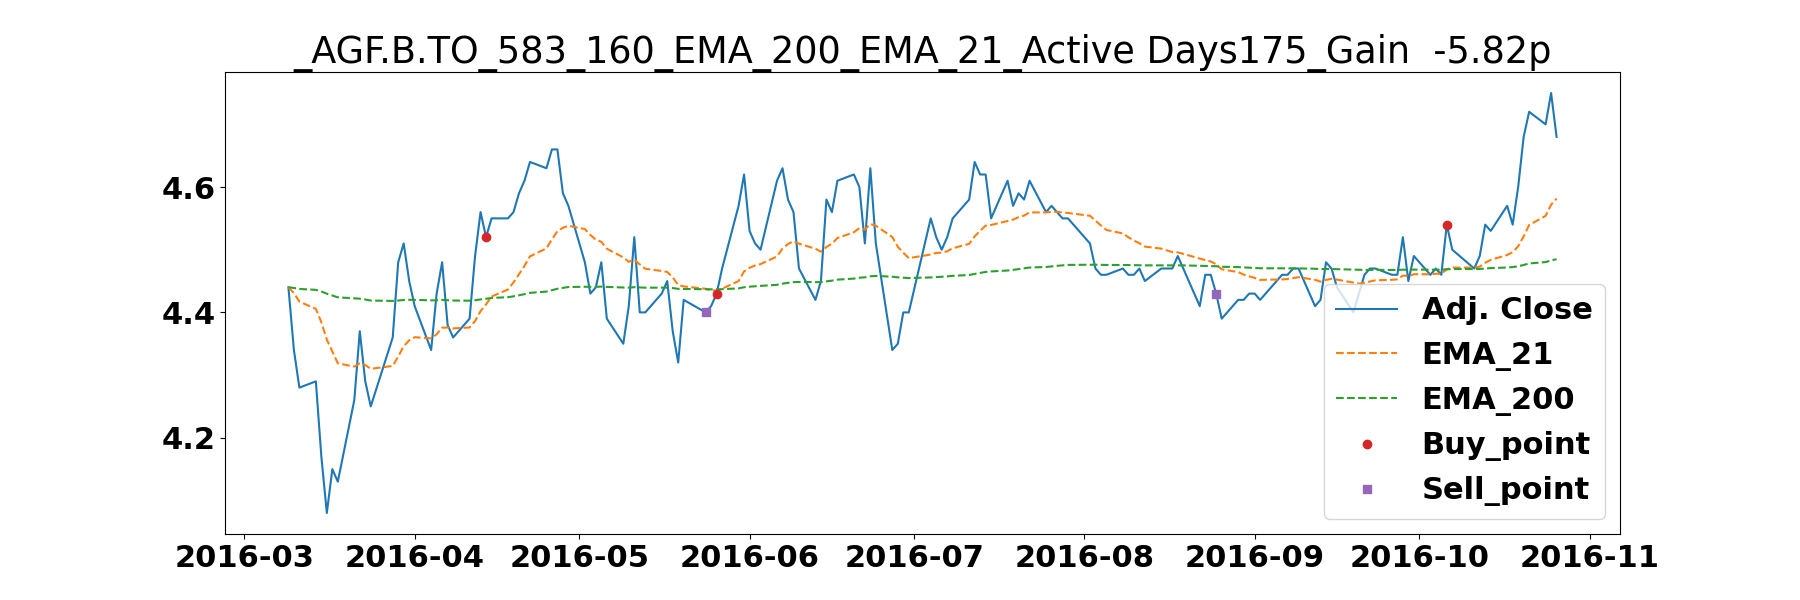 _AGF.B.TO_583_160_EMA_200_EMA_21_Active Days175_Gain  -5.82p
4.6
4.4
4.2
Adj. Close
EMA_21
EMA_200
Buy_point
Sell_point
2016-03 2016-04 2016-05 2016-06 2016-07 2016-08 2016-09 2016-10 2016-11